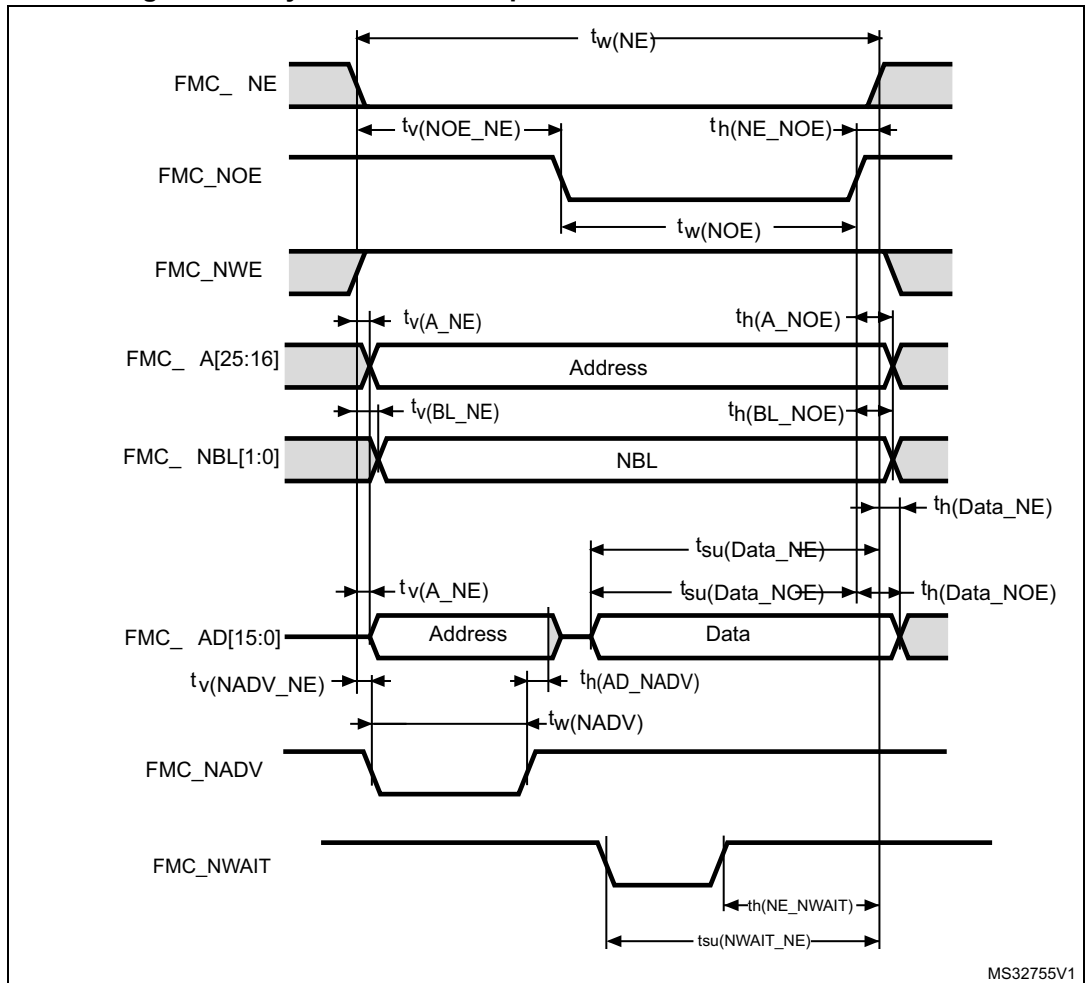 tw(NE)
FMC_ NE
tv(NOE_NE)
th(NE_NOE)
FMC_NOE
tw(NOE)
FMC_NWE
tv(A_NE)
th(A_NOE)
FMC_ A[25:16]
Address
tv(BL_NE)
th(BL_NOE)
FMC_ NBL[1:0]
NBL
th(Data_NE)
tsu(Data_NE)
tv(A_NE)
tsu(Data_NOE)
th(Data_NOE)
FMC_ AD[15:0]
Address
Data
tv(NADV_NE)
th(AD_NADV)
tw(NADV)
FMC_NADV
FMC_NWAIT
th(NE_NWAIT)
tsu(NWAIT_NE)
MS32755V1